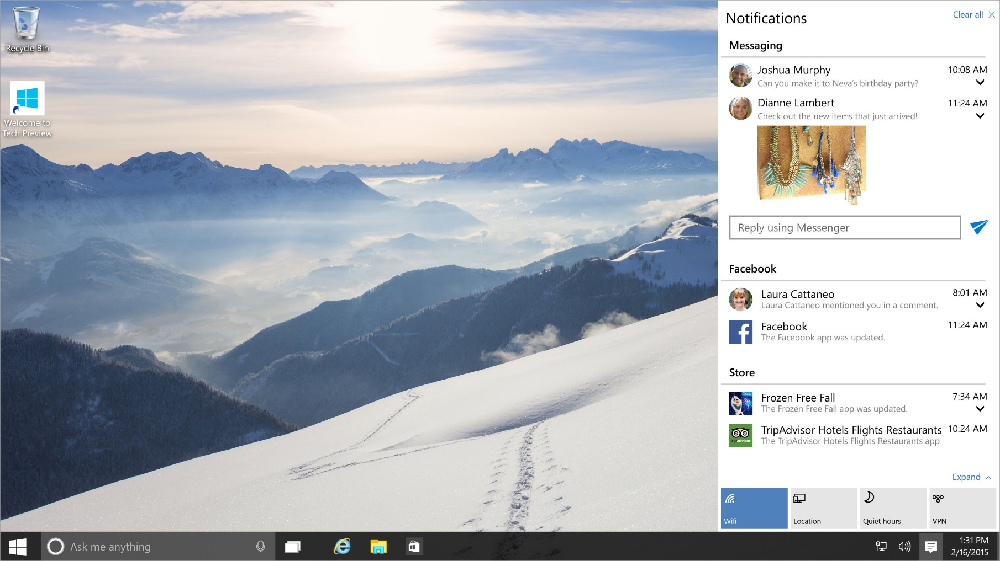 Recycle Bin
Welcome to
Tech Preview
Notifications
Clear all
Messaging
Joshua Murphy
10:08 AM
Can you make it to Neva's birthday party?
Dianne Lambert
11:24 AM
Check out the new items that just arrived!
Reply using Messenger
Facebook
Laura Cattaneo
8:01 AM
Laura Cattaneo mentioned you in a comment.
Facebook
11:24 AM
The Facebook app was updated.
Store
Disney
Frozen Free Fall
7:34 AM
The Frozen Free Fall app was updated.
tripadvisor
TripAdvisor Hotels Flights Restaurants
10:24 AM
The TripAdvisor Hotels Flights Restaurants app
Expand
Wifi
Location
Quiet hours
VPN
Ask me anything
1:31 PM
2/16/2015